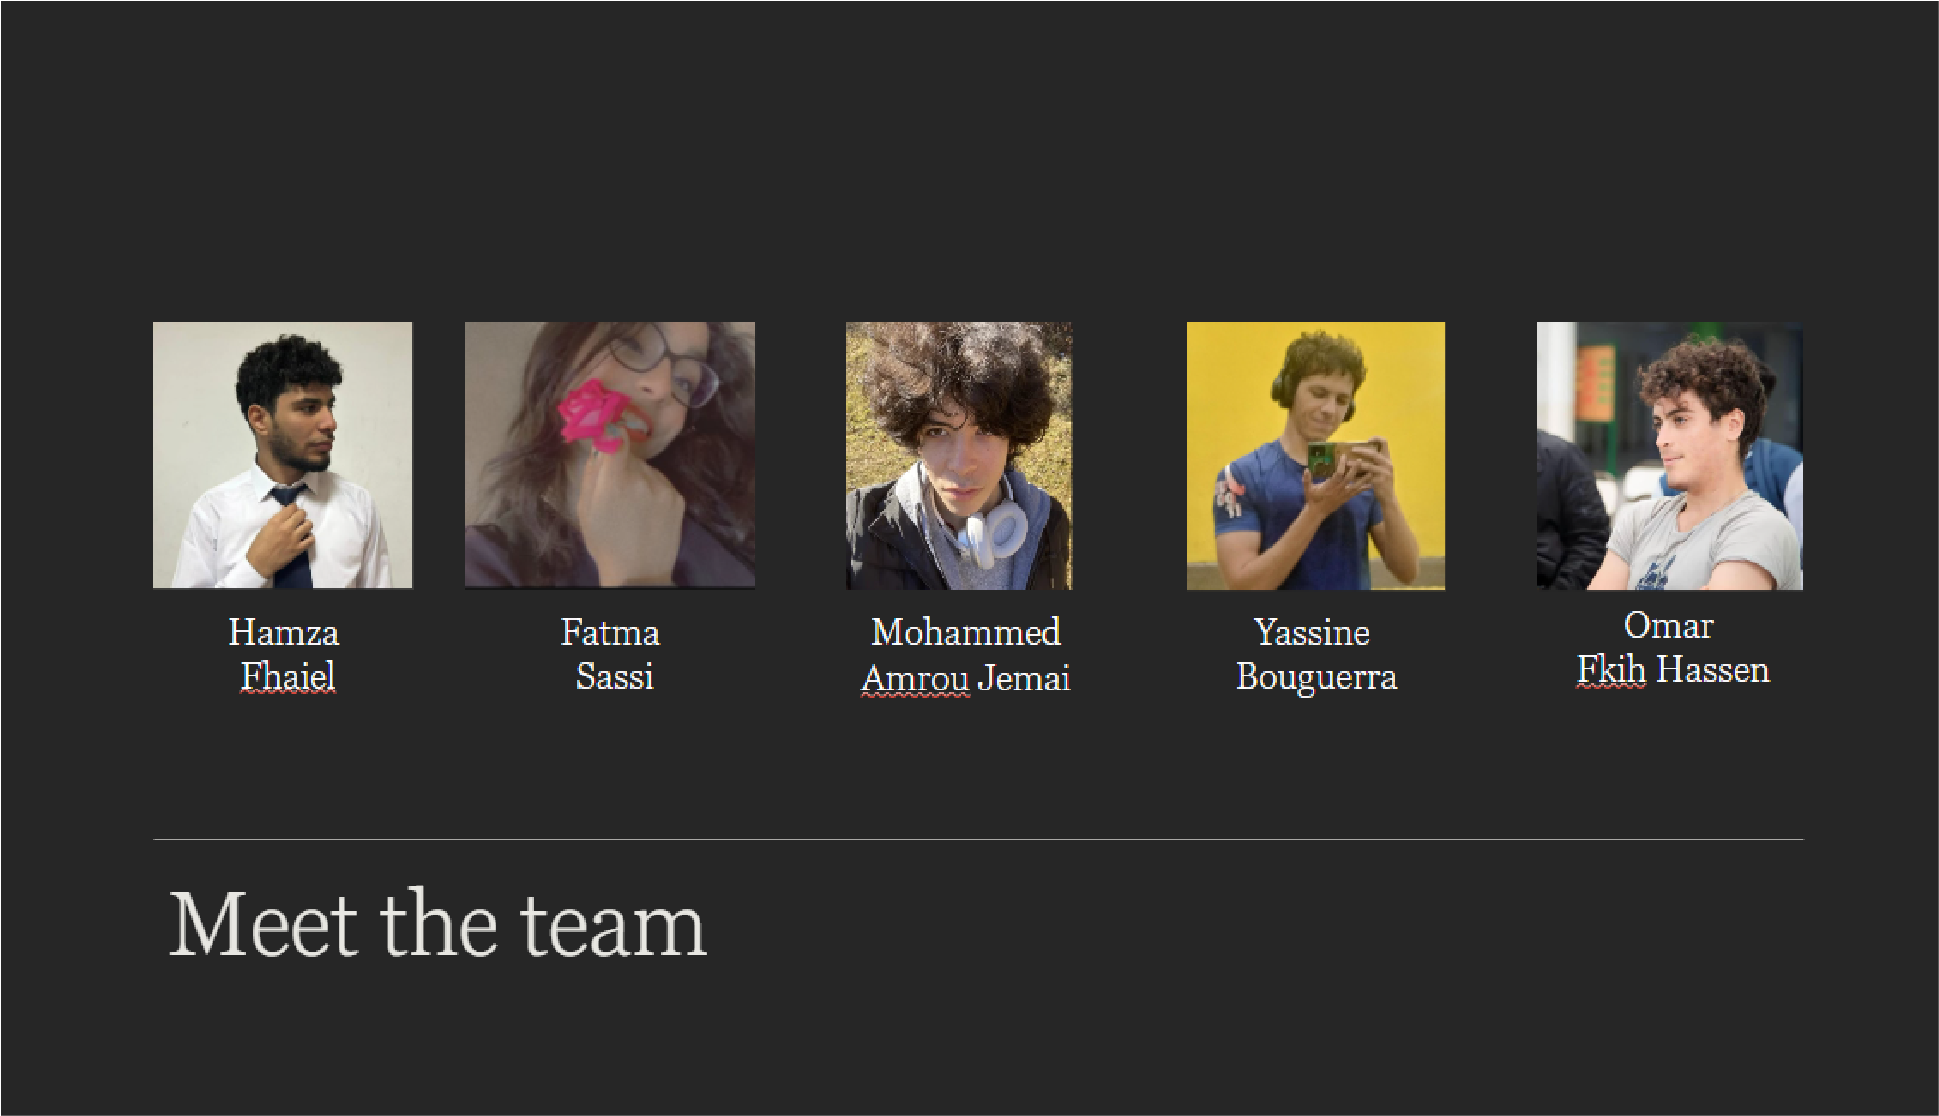 Hamza
Fhaiel
Fatma
Sassi
Mohammed
Amrou Jemai
Yassine
Bouguerra
Omar
Fkih Hassen
Meet the team